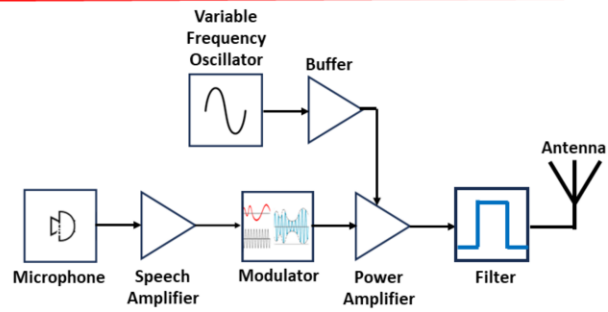 Variable
Frequency
Oscillator
Buffer
Antenna
Microphone
Speech
Amplifier
Modulator
Power
Amplifier
Filter